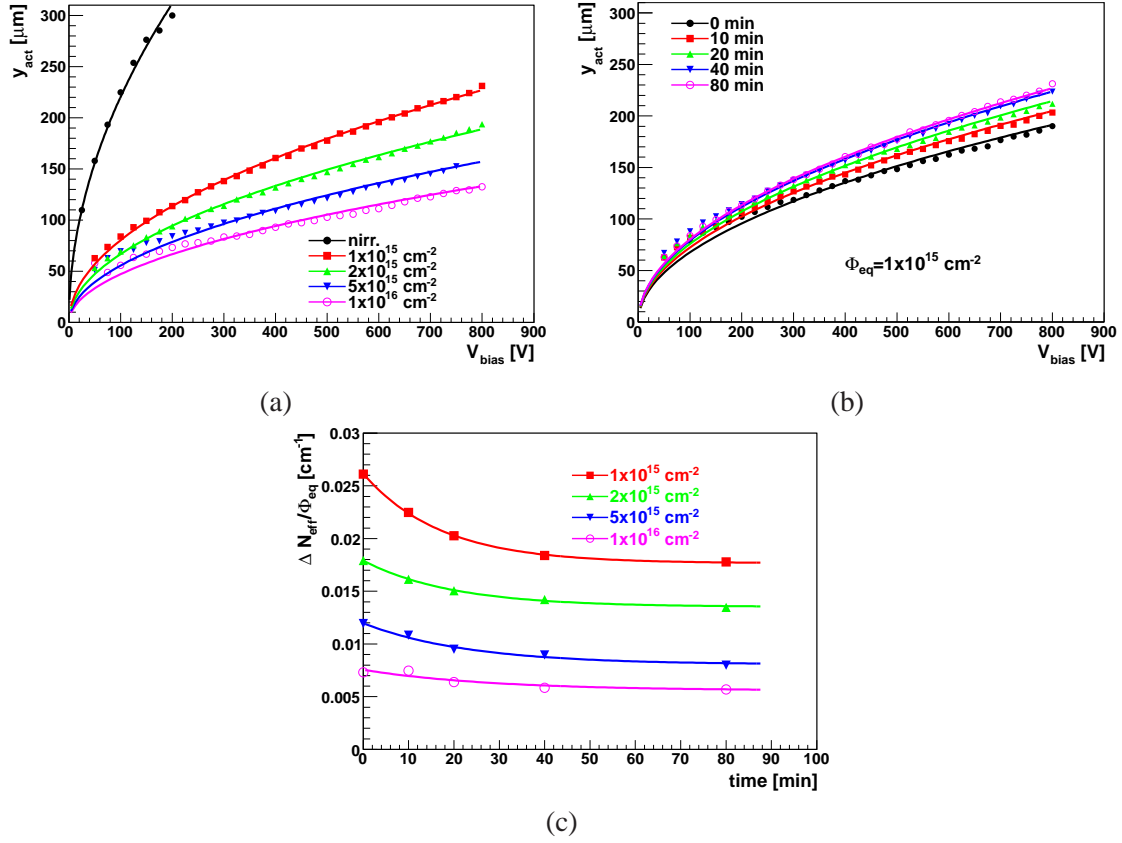 y_act [μm]
300
250
200
150
100
50
0
nirr.
1x10^15 cm^-2
2x10^15 cm^-2
5x10^15 cm^-2
1x10^16 cm^-2
0 100 200 300 400 500 600 700 800 900
V_bias [V]
(a)
y_act [μm]
300
250
200
150
100
50
0
0 min
10 min
20 min
40 min
80 min
Φ_eq=1x10^15 cm^-2
0 100 200 300 400 500 600 700 800 900
V_bias [V]
(b)
Δ N_eff/Φ_eq [cm^-1]
0.03
0.025
0.02
0.015
0.01
0.005
0
1x10^15 cm^-2
2x10^15 cm^-2
5x10^15 cm^-2
1x10^16 cm^-2
0 10 20 30 40 50 60 70 80 90 100
time [min]
(c)